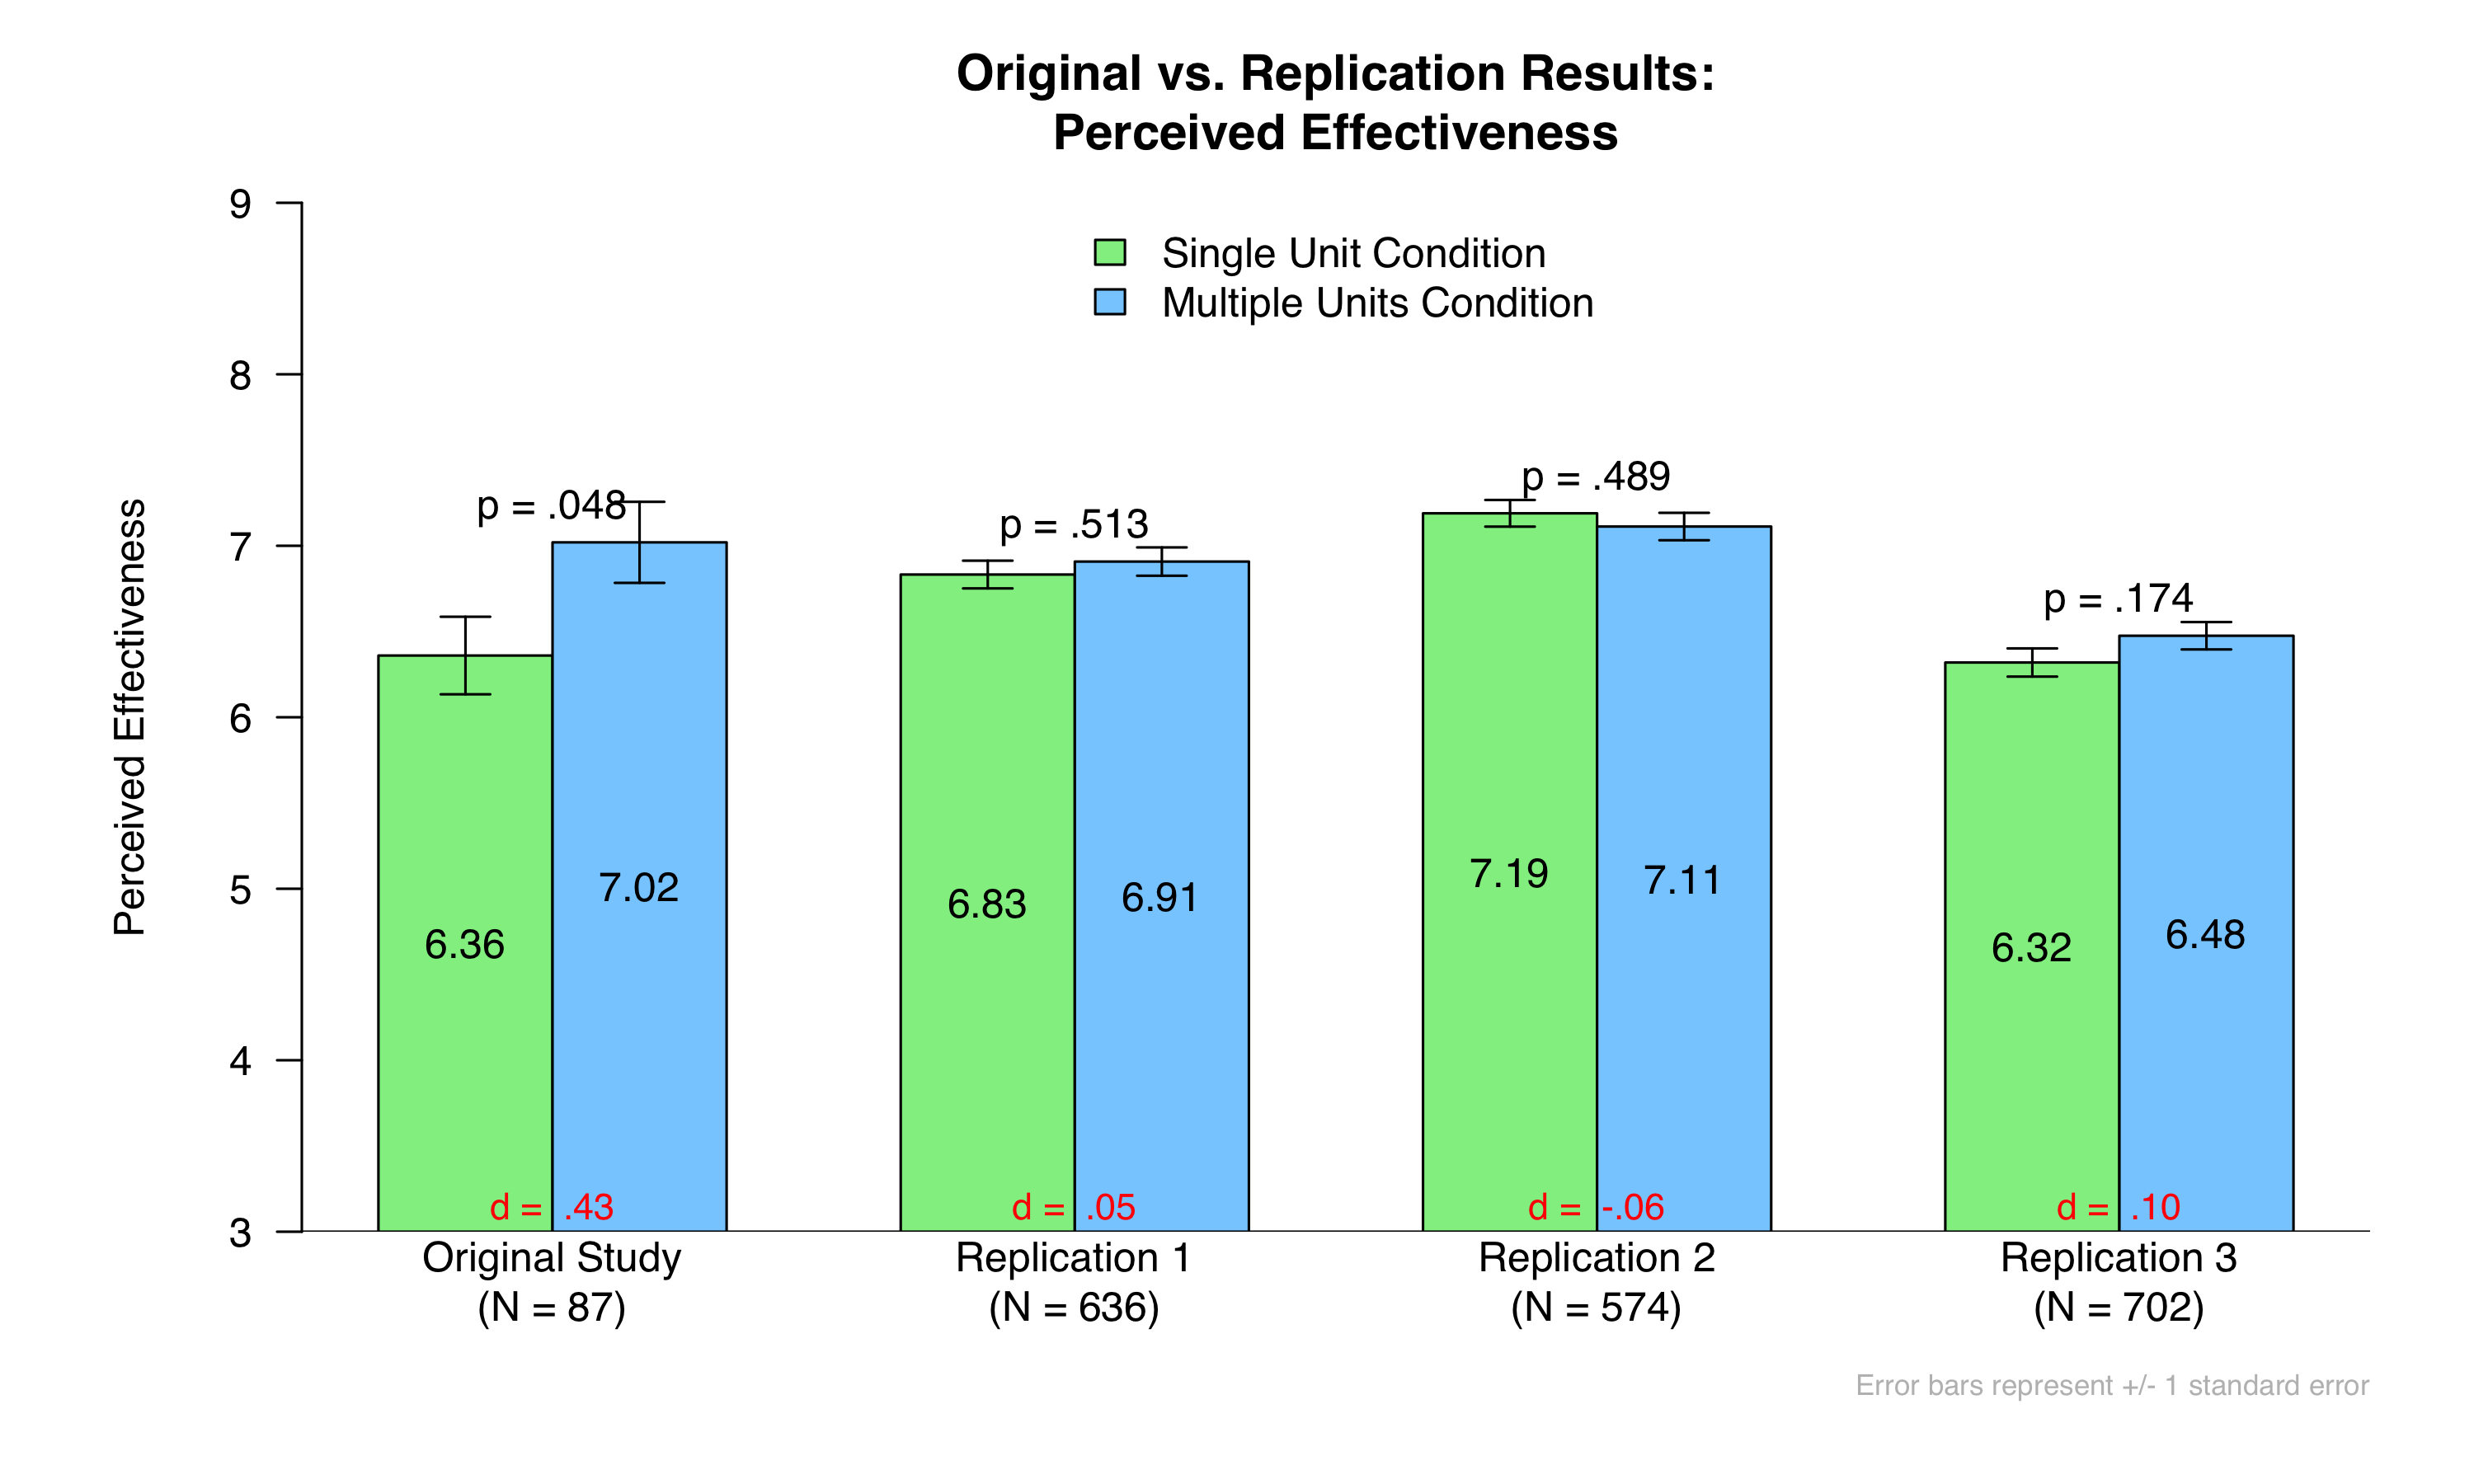 Original vs. Replication Results:
Perceived Effectiveness
Single Unit Condition
Multiple Units Condition
Perceived Effectiveness
9
8
7
6
5
4
3
p = .048
p = .513
p = .489
p = .174
6.36
7.02
6.83
6.91
7.19
7.11
6.32
6.48
d = .43
d = .05
d = -.06
d = .10
Original Study
(N = 87)
Replication 1
(N = 636)
Replication 2
(N = 574)
Replication 3
(N = 702)
Error bars represent +/- 1 standard error